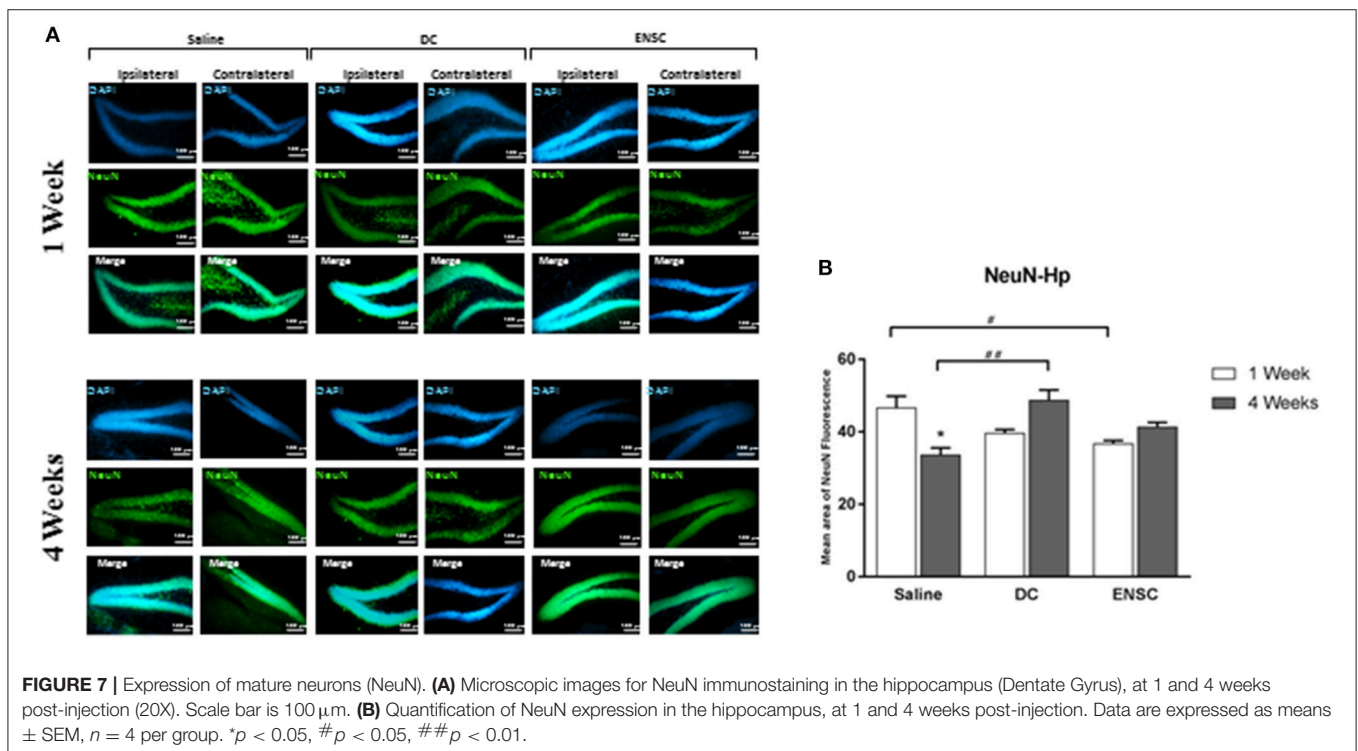 A
Saline DC ENSC
Ipsilateral Contralateral Ipsilateral Contralateral Ipsilateral Contralateral
1 Week
DAPI DAPI DAPI DAPI DAPI DAPI
NeuN NeuN NeuN NeuN NeuN NeuN
Merge Merge Merge Merge Merge Merge
4 Weeks
DAPI DAPI DAPI DAPI DAPI DAPI
NeuN NeuN NeuN NeuN NeuN NeuN
Merge Merge Merge Merge Merge Merge
B
NeuN-Hp
#
##
*
Mean area of NeuN Fluorescence
60
40
20
0
Saline DC ENSC
1 Week
4 Weeks
FIGURE 7 | Expression of mature neurons (NeuN). (A) Microscopic images for NeuN immunostaining in the hippocampus (Dentate Gyrus), at 1 and 4 weeks
post-injection (20X). Scale bar is 100 μm. (B) Quantification of NeuN expression in the hippocampus, at 1 and 4 weeks post-injection. Data are expressed as means
± SEM, n = 4 per group. *p < 0.05, #p < 0.05, ##p < 0.01.